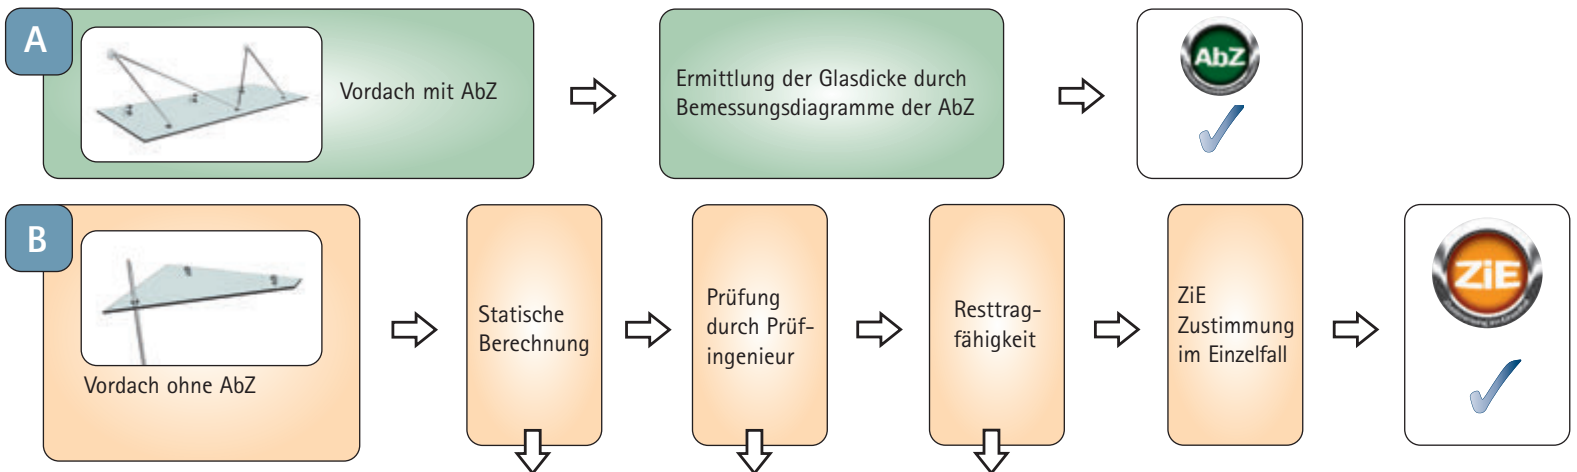 A
Vordach mit AbZ
Ermittlung der Glasdicke durch
Bemessungsdiagramme der AbZ
AbZ
B
Vordach ohne AbZ
Statische
Berechnung
Prüfung
durch Prüf-
ingenieur
Resttrag-
fähigkeit
ZiE
Zustimmung
im Einzelfall
ZiE